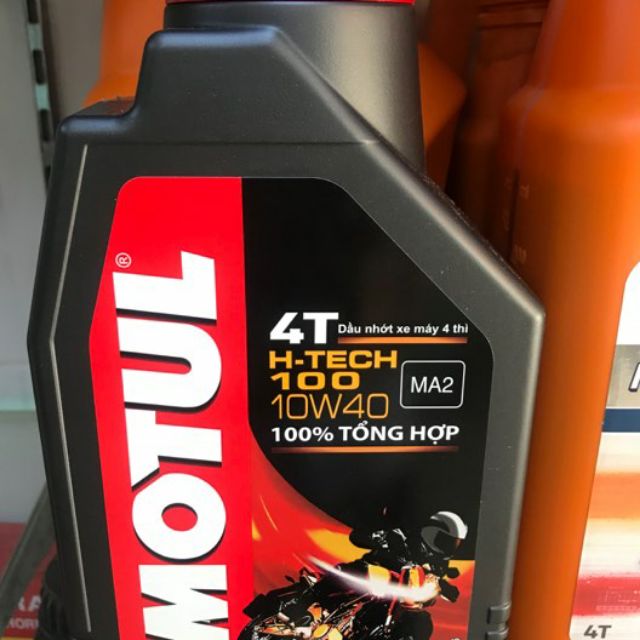 MOTUL®
4T Dầu nhớt xe máy 4 thì
H-TECH
100
MA2
10W40
100% TỔNG HỢP
4T